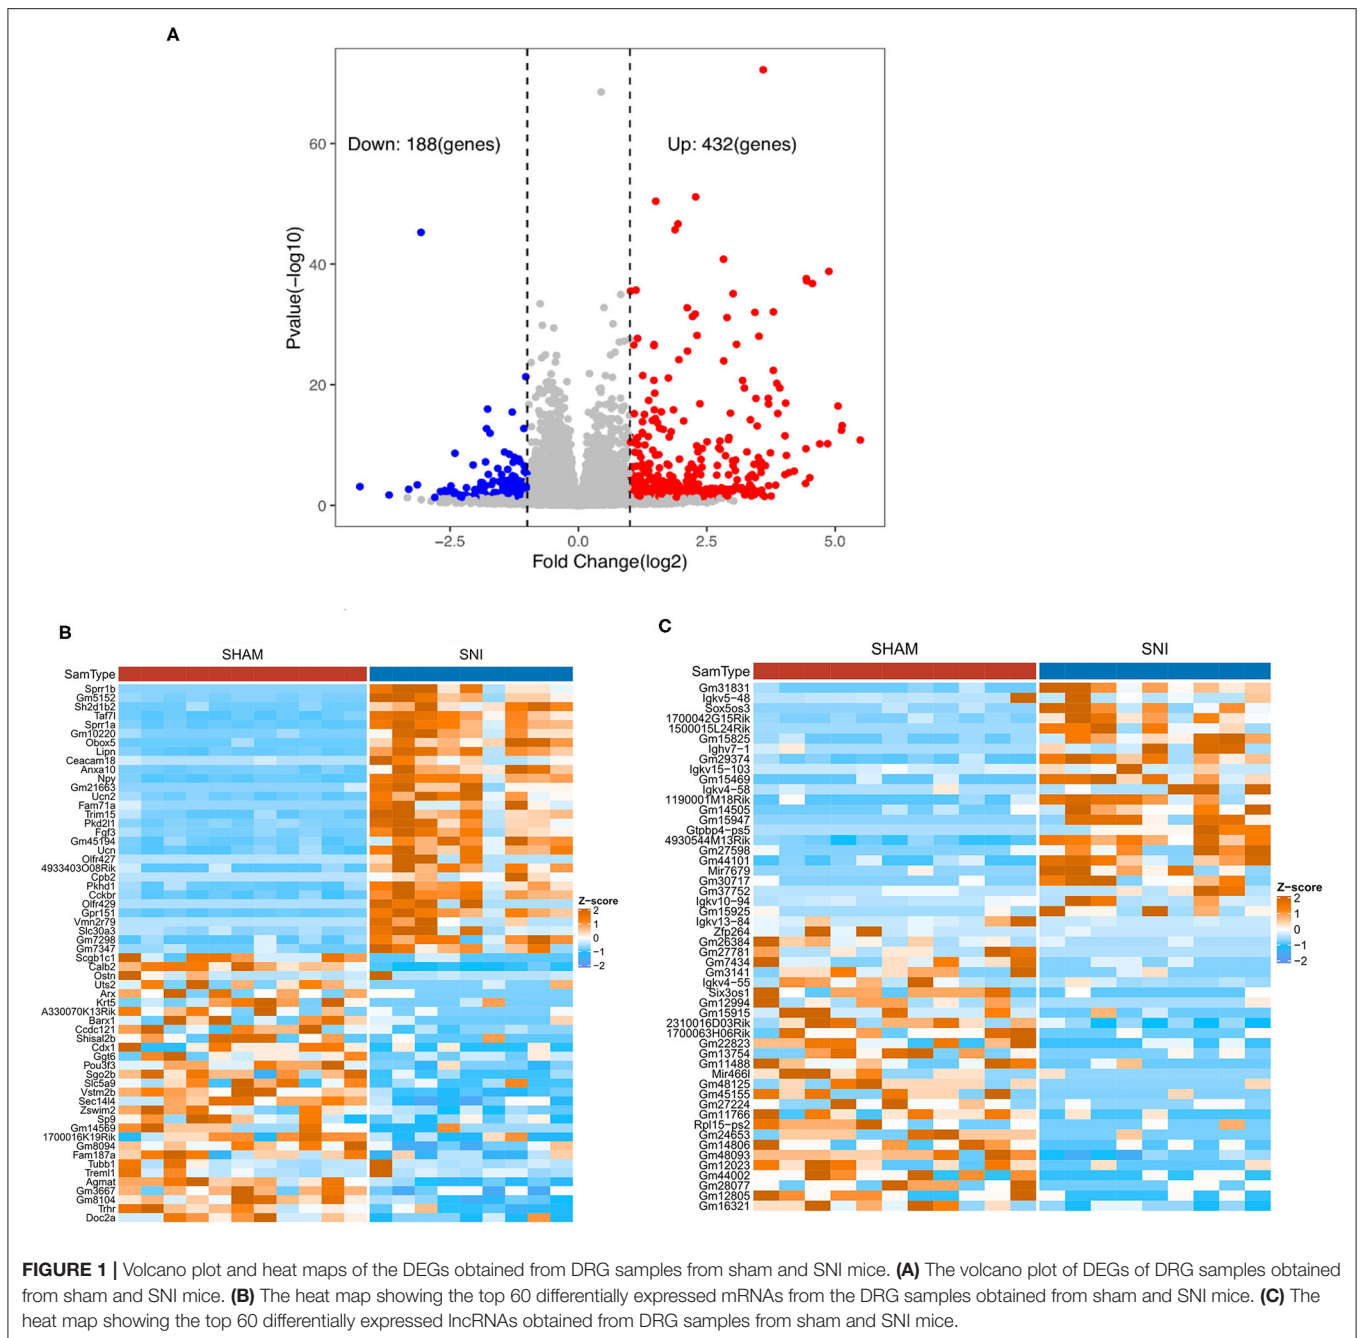 A
Down: 188(genes)
Up: 432(genes)
Pvalue(−log10)
60
40
20
0
−2.5
0.0
2.5
5.0
Fold Change(log2)
B
SHAM
SNI
SamType
Sprr1b
Gm5152
Sh2d1b2
Taf7l
Sprr1a
Gm10220
Obox5
Lipn
Ceacam18
Anxa10
Npy
Gm21663
Ucn2
Fam71a
Trim15
Pkd2l1
Fgf3
Gm45194
Ucn
Olfr427
4933403O08Rik
Cpb2
Pkhd1
Cckbr
Olfr429
Gpr151
Vmn2r79
Slc30a3
Gm7298
Gm7347
Scgb1c1
Calb2
Ostn
Uts2
Arx
Krt5
A330070K13Rik
Barx1
Ccdc121
Shisal2b
Cdx1
Ggt6
Pou3f3
Sgo2b
Slc5a9
Vstm2b
Sec14l4
Zswim2
Sp9
Gm14569
1700016K19Rik
Gm8094
Fam187a
Tubb1
Treml1
Agmat
Gm3667
Gm8104
Trhr
Doc2a
Z−score
2
1
0
−1
−2
C
SHAM
SNI
SamType
Gm31831
Igkv5−48
Sox5os3
1700042G15Rik
1500015L24Rik
Gm15825
Ighv7−1
Gm29374
Igkv15−103
Gm15469
Igkv4−58
1190001M18Rik
Gm14505
Gm15947
Gtpbp4−ps5
4930544M13Rik
Gm27598
Gm44101
Mir7679
Gm30717
Gm37752
Igkv10−94
Gm15925
Igkv13−84
Zfp264
Gm26384
Gm27781
Gm7434
Gm3141
Igkv4−55
Six3os1
Gm12994
Gm15915
2310016D03Rik
1700063H06Rik
Gm22823
Gm13754
Gm11488
Mir466l
Gm48125
Gm45155
Gm27224
Gm11766
Rpl15−ps2
Gm24653
Gm14806
Gm48093
Gm12023
Gm44002
Gm28077
Gm12805
Gm16321
Z−score
2
1
0
−1
−2
FIGURE 1 | Volcano plot and heat maps of the DEGs obtained from DRG samples from sham and SNI mice. (A) The volcano plot of DEGs of DRG samples obtained
from sham and SNI mice. (B) The heat map showing the top 60 differentially expressed mRNAs from the DRG samples obtained from sham and SNI mice. (C) The
heat map showing the top 60 differentially expressed lncRNAs obtained from DRG samples from sham and SNI mice.